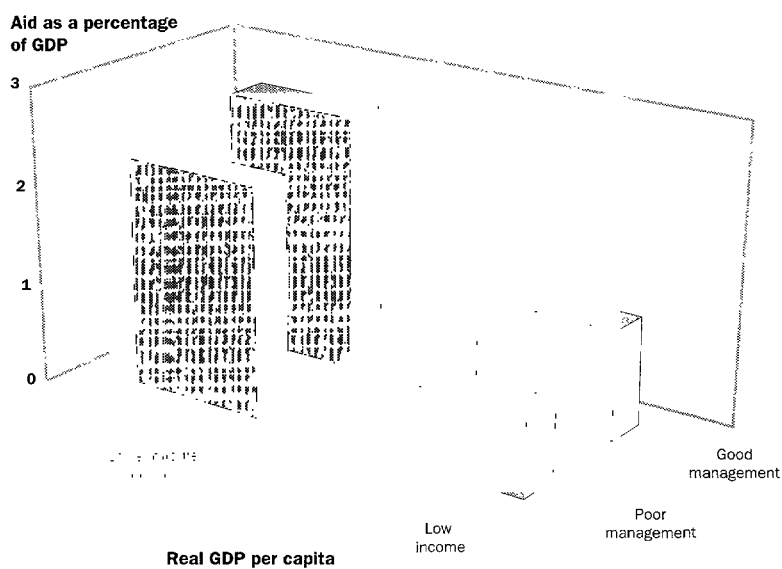 Aid as a percentage
of GDP
3
2
1
0
Good
management
Poor
management
Low
income
Real GDP per capita